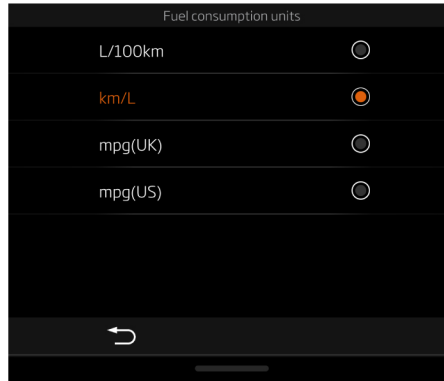 Fuel consumption units
L/100km
km/L
mpg(UK)
mpg(US)